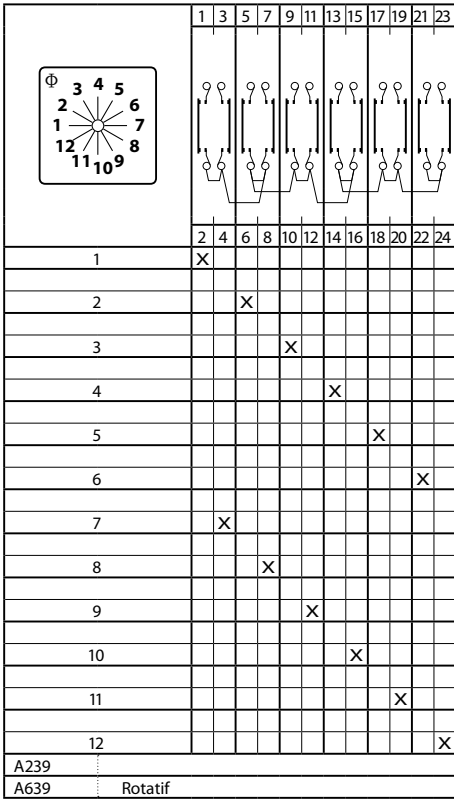 1 3 5 7 9 11 13 15 17 19 21 23
Φ
3 4 5
2 6
1 7
12 8
11 10 9
2 4 6 8 10 12 14 16 18 20 22 24
1 X
2 X
3 X
4 X
5 X
6 X
7 X
8 X
9 X
10 X
11 X
12 X
A239
A639 Rotatif